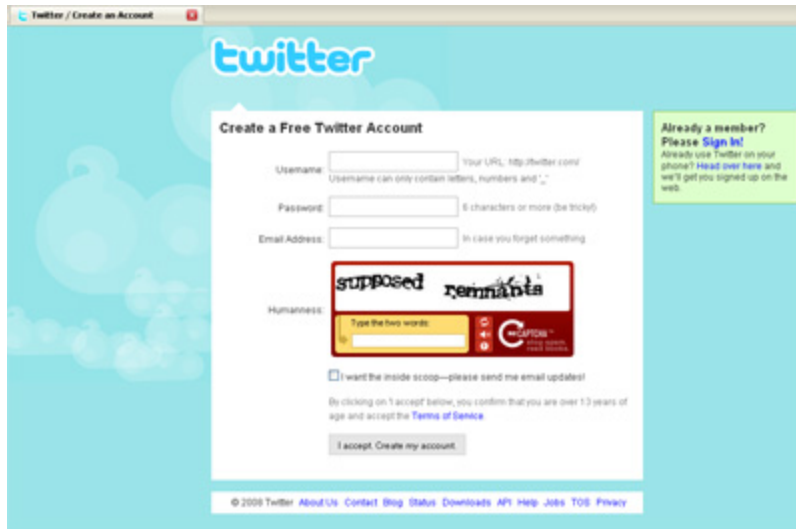 Twitter / Create an Account
twitter
Create a Free Twitter Account
Username: Your URL: http://twitter.com/
Username can only contain letters, numbers and '_'
Password: 6 characters or more (be tricky!)
Email Address: In case you forget something
Humanness:
supposed remnants
Type the two words:
reCAPTCHA™
stop spam.
read books.
I want the inside scoop—please send me email updates!
By clicking on 'I accept' below, you confirm that you are over 13 years of
age and accept the Terms of Service.
I accept. Create my account.
Already a member?
Please Sign In!
Already use Twitter on your
phone? Head over here and
we'll get you signed up on the
web.
© 2008 Twitter About Us Contact Blog Status Downloads API Help Jobs TOS Privacy